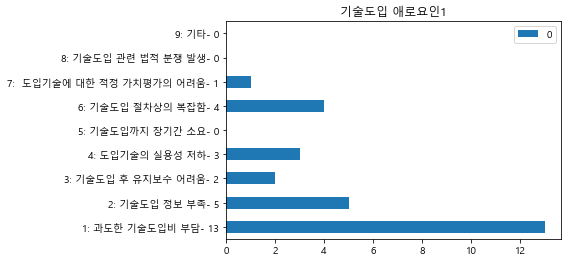 기술도입 애로요인1
0
9: 기타- 0
8: 기술도입 관련 법적 분쟁 발생- 0
7:  도입기술에 대한 적정 가치평가의 어려움- 1
6: 기술도입 절차상의 복잡함- 4
5: 기술도입까지 장기간 소요- 0
4: 도입기술의 실용성 저하- 3
3: 기술도입 후 유지보수 어려움- 2
2: 기술도입 정보 부족- 5
1: 과도한 기술도입비 부담- 13
0 2 4 6 8 10 12